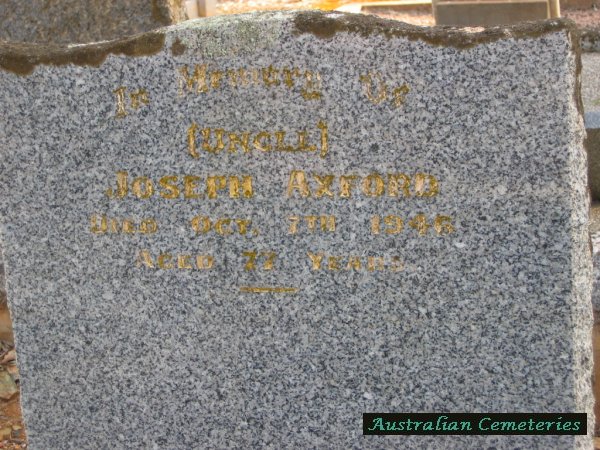 In Memory Of
(Uncle)
Joseph Axford
Died Oct. 7th 1946
Aged 77 Years.
Australian Cemeteries